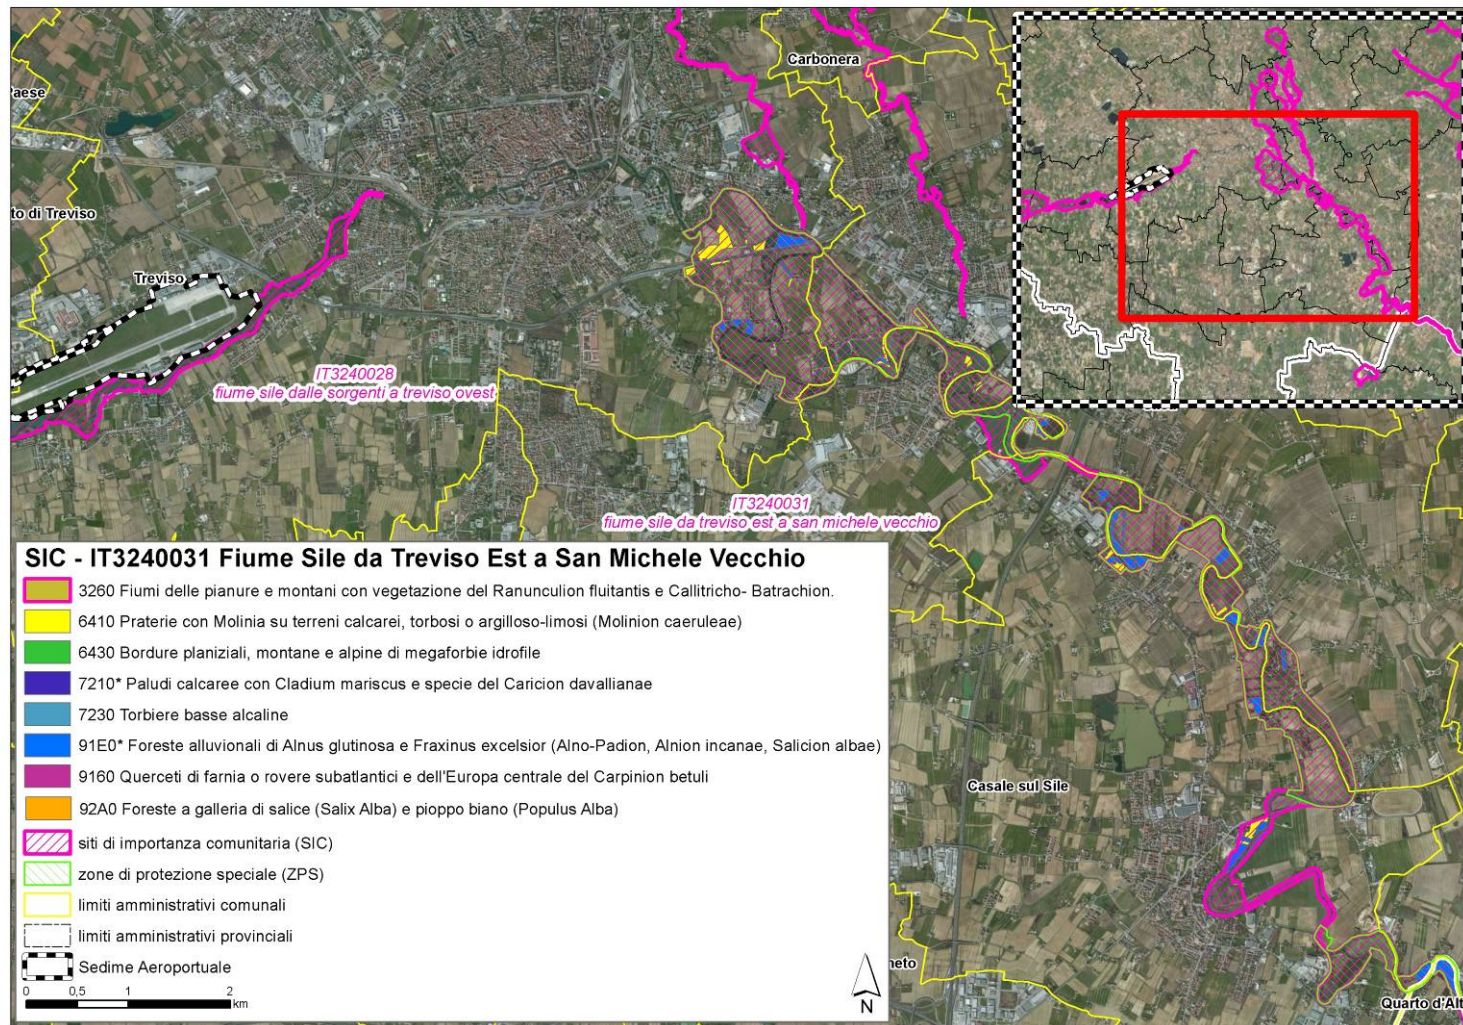 Carbonera
aese
to di Treviso
Treviso
IT3240028
fiume sile dalle sorgenti a treviso ovest
IT3240031
fiume sile da treviso est a san michele vecchio
SIC - IT3240031 Fiume Sile da Treviso Est a San Michele Vecchio
3260 Fiumi delle pianure e montani con vegetazione del Ranunculion fluitantis e Callitricho- Batrachion.
6410 Praterie con Molinia su terreni calcarei, torbosi o argilloso-limosi (Molinion caeruleae)
6430 Bordure planiziali, montane e alpine di megaforbie idrofile
7210* Paludi calcaree con Cladium mariscus e specie del Caricion davallianae
7230 Torbiere basse alcaline
91E0* Foreste alluvionali di Alnus glutinosa e Fraxinus excelsior (Alno-Padion, Alnion incanae, Salicion albae)
9160 Querceti di farnia o rovere subatlantici e dell'Europa centrale del Carpinion betuli
92A0 Foreste a galleria di salice (Salix Alba) e pioppo biano (Populus Alba)
siti di importanza comunitaria (SIC)
zone di protezione speciale (ZPS)
limiti amministrativi comunali
limiti amministrativi provinciali
Sedime Aeroportuale
0 0,5 1 2
km
N
Casale sul Sile
neto
Quarto d'Alt